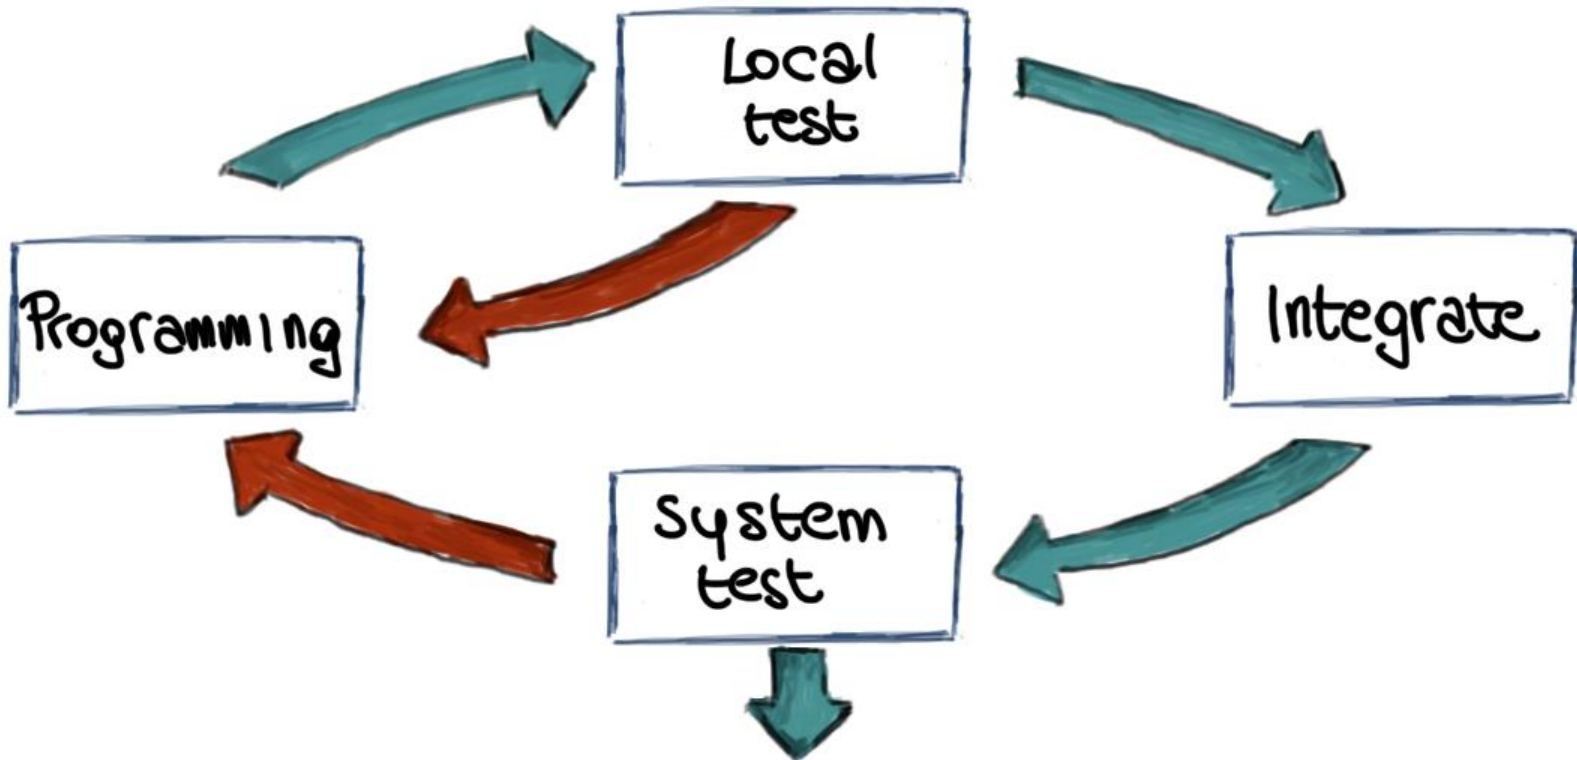 Local
test
Programming
Integrate
System
test